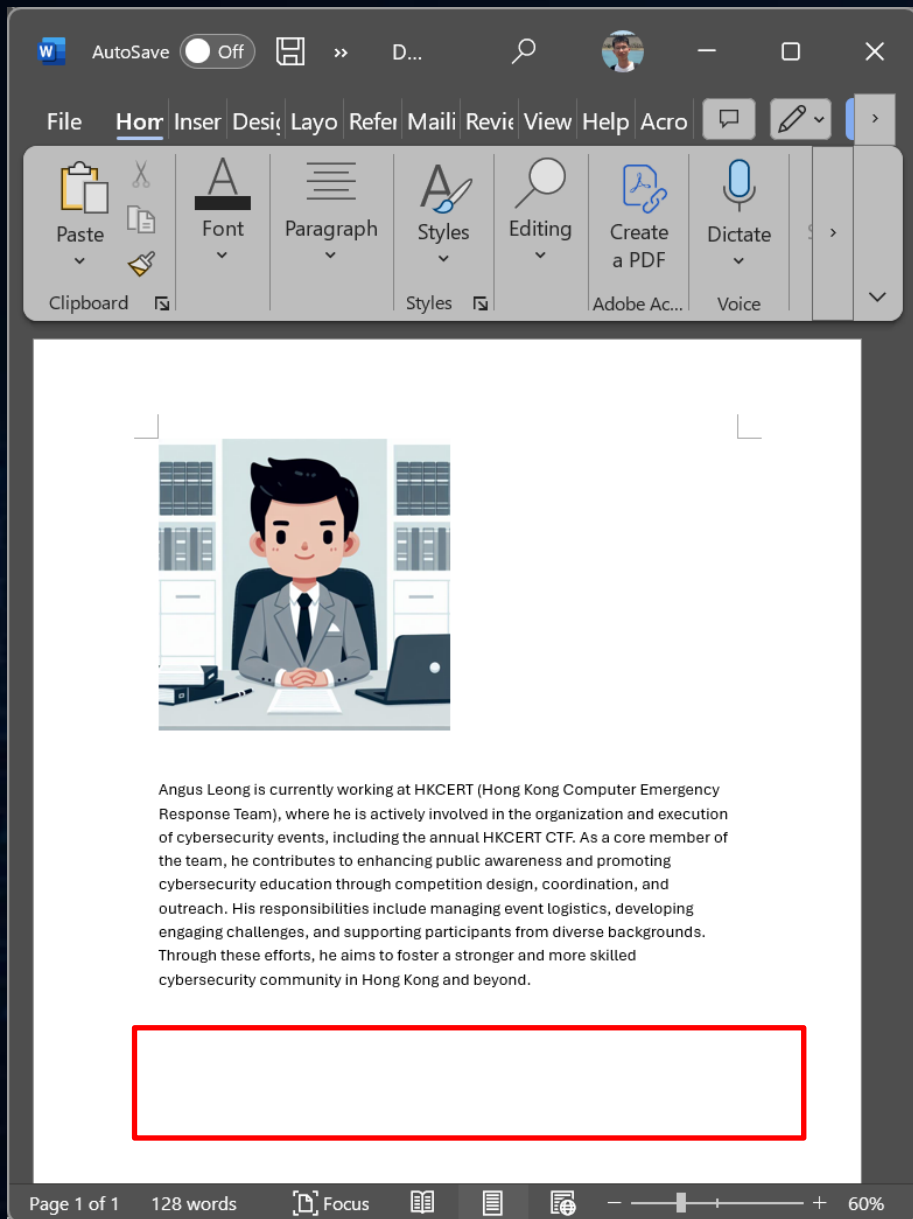 W AutoSave Off » D...
File Hom Inser Desig Layo Refer Maili Revie View Help Acro
Paste Font Paragraph Styles Editing Create a PDF Dictate
Clipboard Styles Adobe Ac... Voice
Angus Leong is currently working at HKCERT (Hong Kong Computer Emergency
Response Team), where he is actively involved in the organization and execution
of cybersecurity events, including the annual HKCERT CTF. As a core member of
the team, he contributes to enhancing public awareness and promoting
cybersecurity education through competition design, coordination, and
outreach. His responsibilities include managing event logistics, developing
engaging challenges, and supporting participants from diverse backgrounds.
Through these efforts, he aims to foster a stronger and more skilled
cybersecurity community in Hong Kong and beyond.
Page 1 of 1 128 words Focus 60%